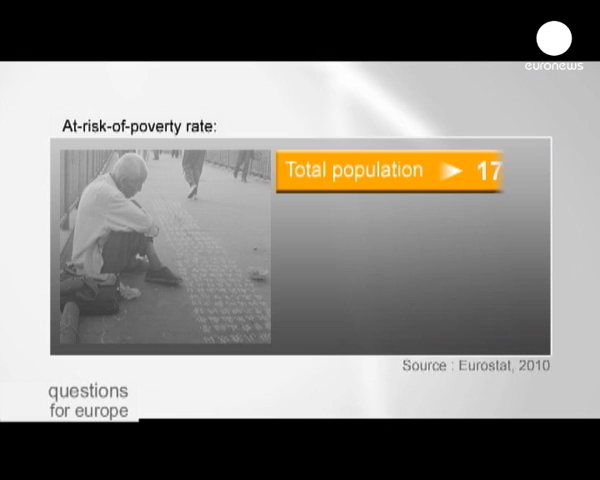 euronews
At-risk-of-poverty rate:
Total population ► 17
Source : Eurostat, 2010
questions
for europe